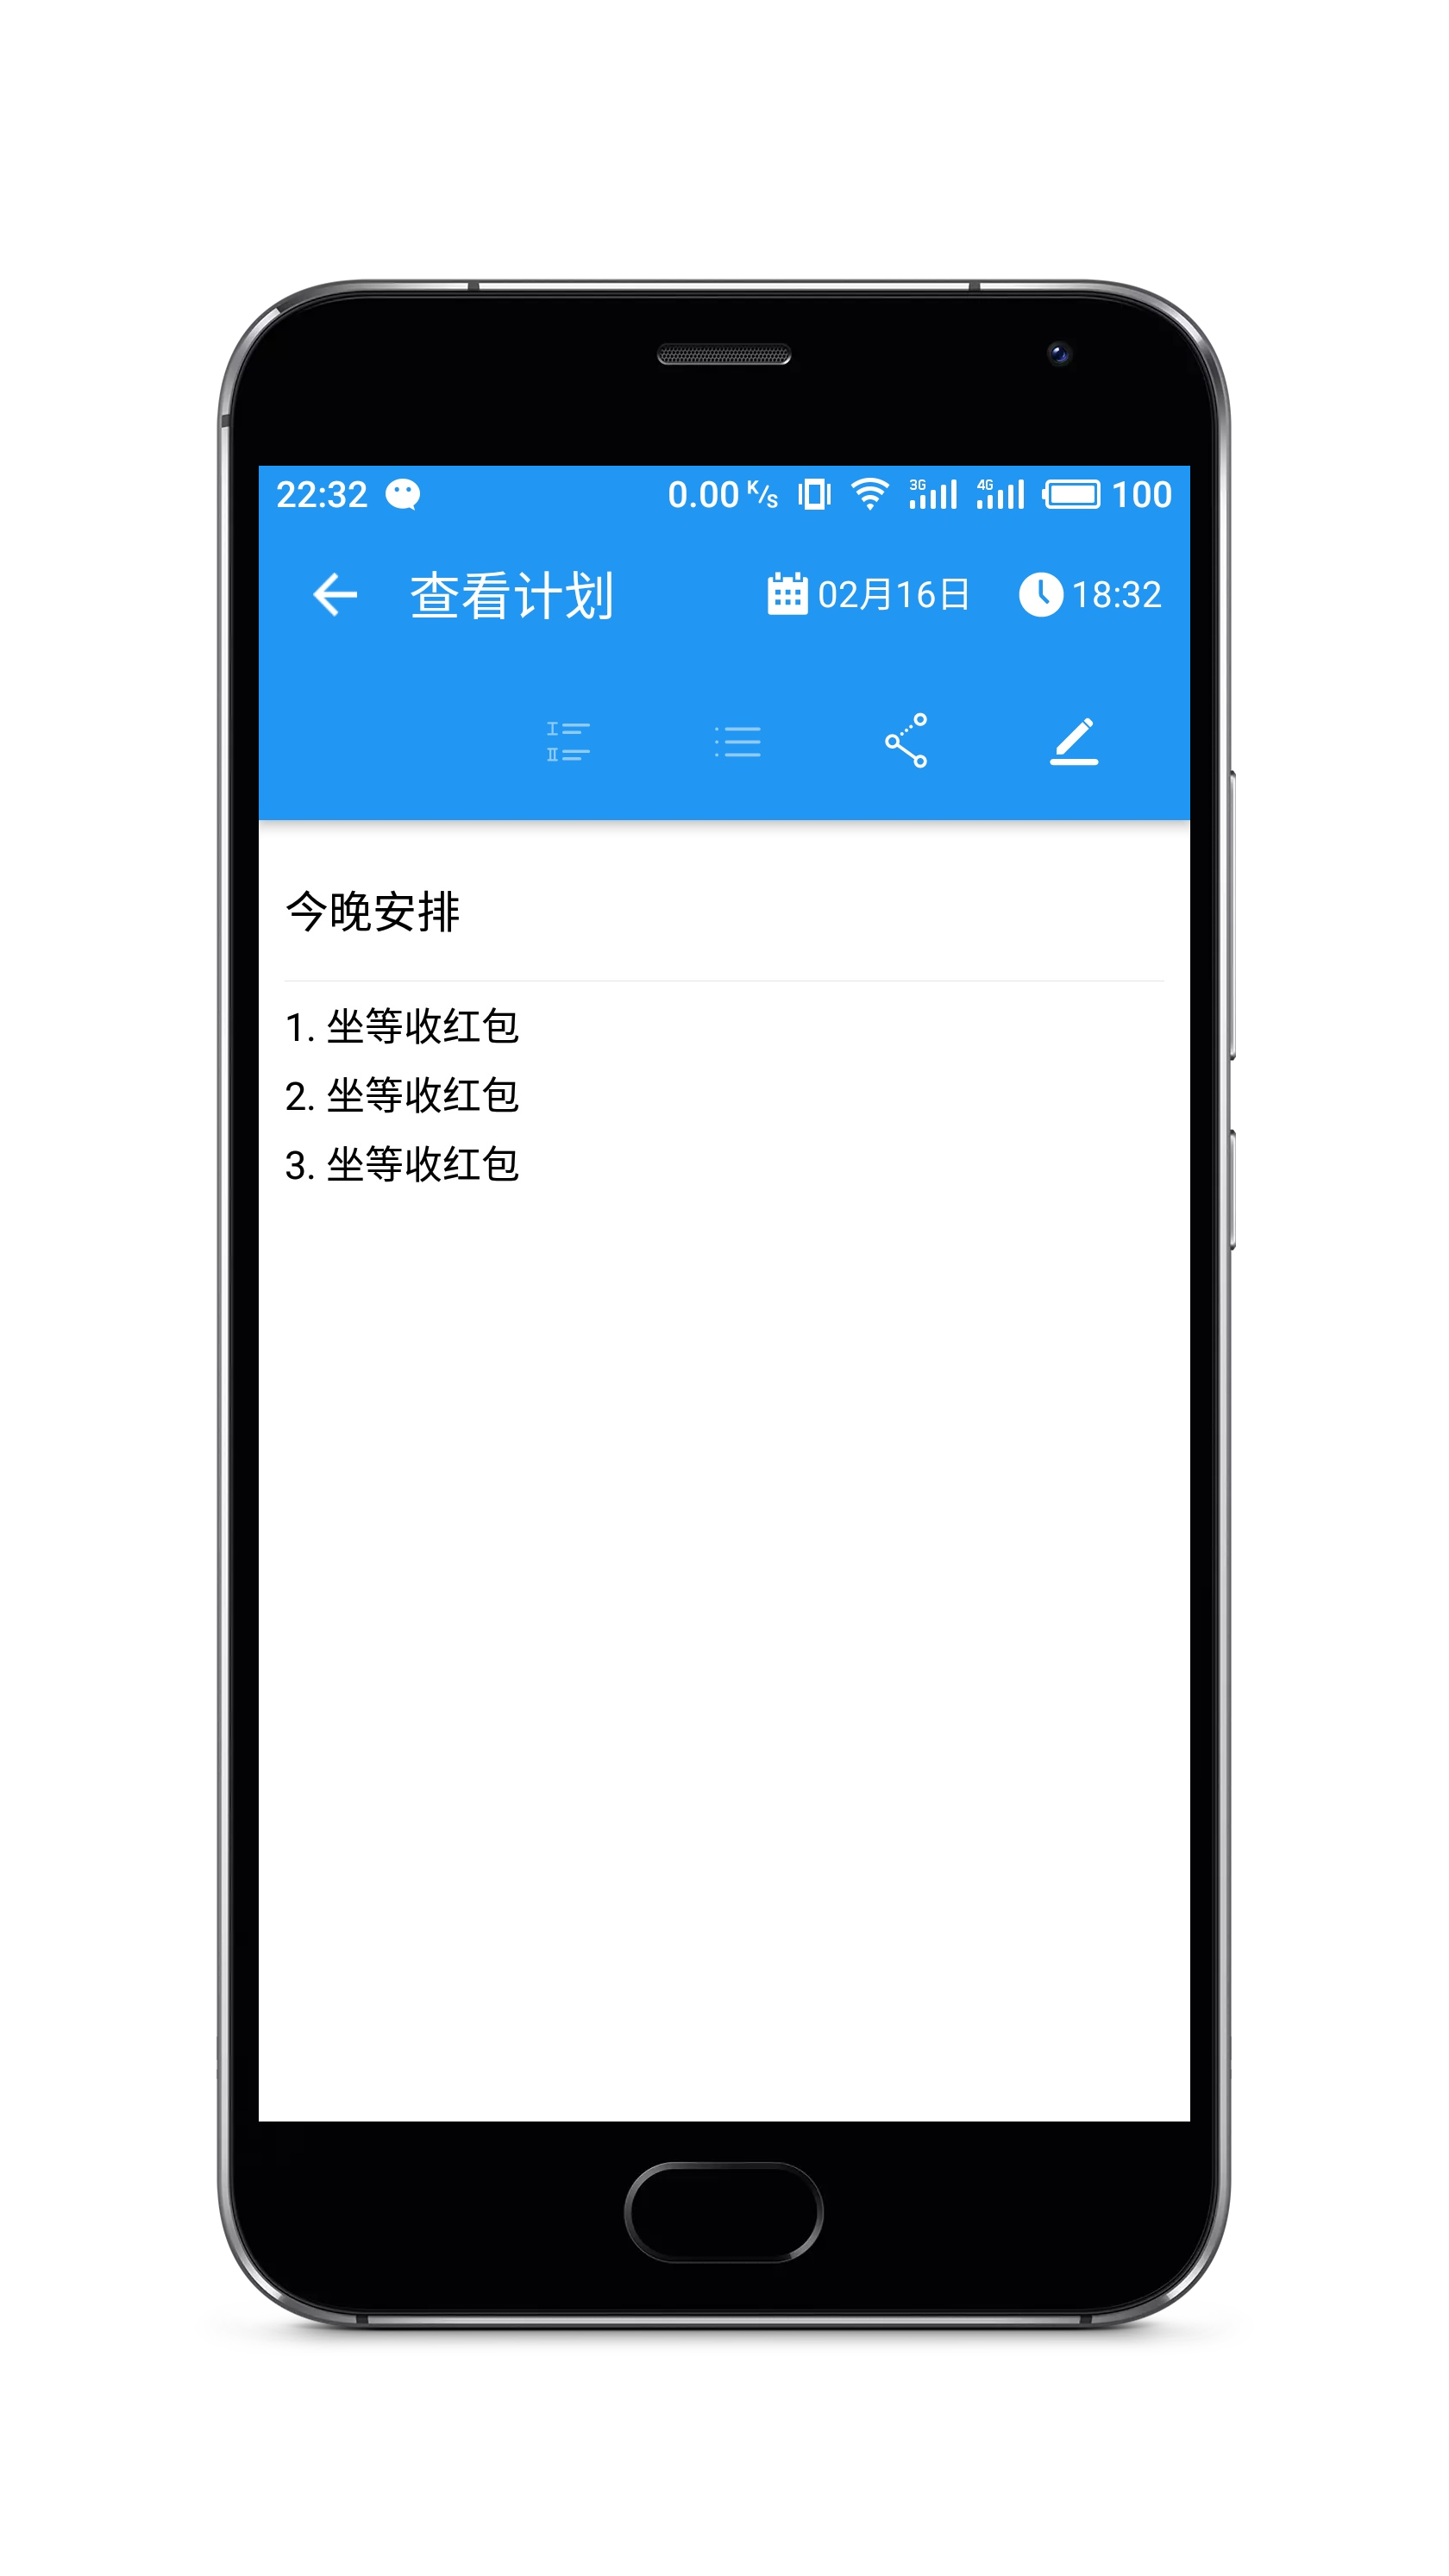 22:32 0.00 K/s 3G 4G 100
查看计划 02月16日 18:32
今晚安排
1. 坐等收红包
2. 坐等收红包
3. 坐等收红包